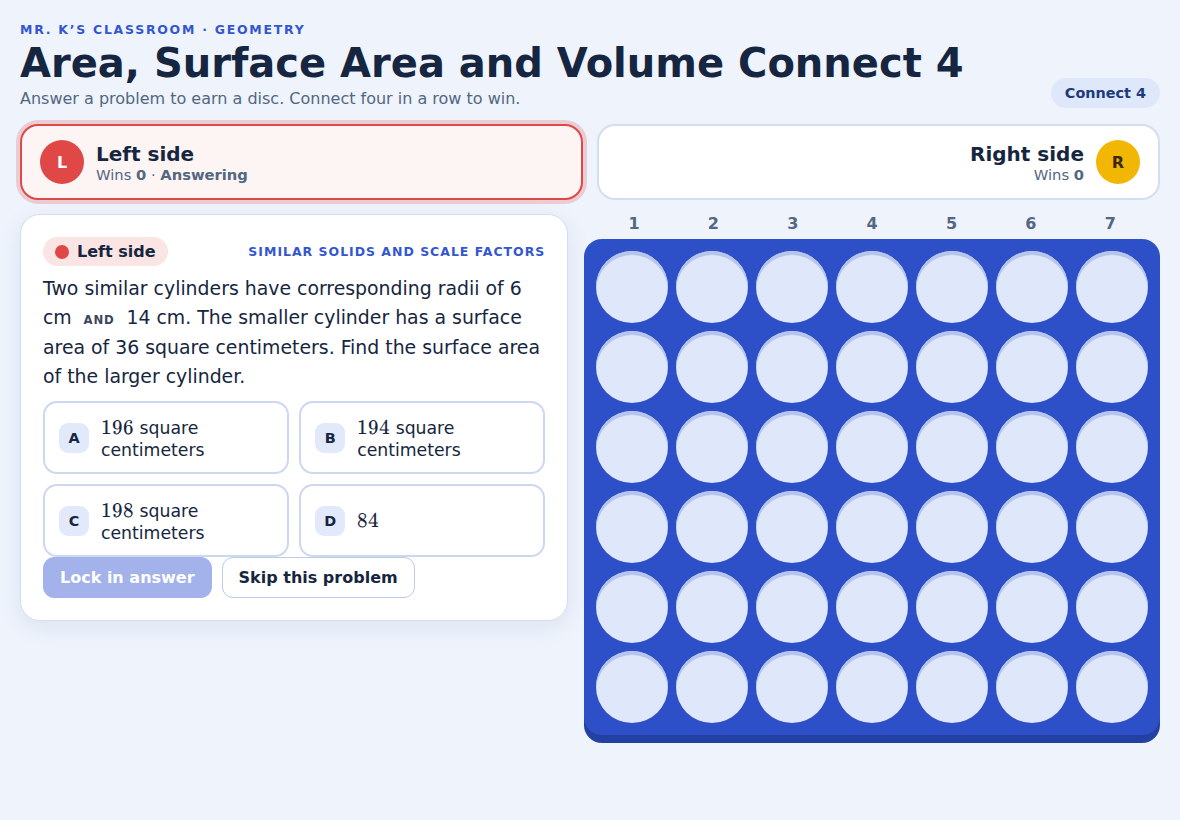 MR. K'S CLASSROOM · GEOMETRY
Area, Surface Area and Volume Connect 4
Answer a problem to earn a disc. Connect four in a row to win.
Connect 4
L
Left side
Wins 0 · Answering
Right side
Wins 0
R
Left side
SIMILAR SOLIDS AND SCALE FACTORS
Two similar cylinders have corresponding radii of 6
cm AND 14 cm. The smaller cylinder has a surface
area of 36 square centimeters. Find the surface area
of the larger cylinder.
A
196 square
centimeters
B
194 square
centimeters
C
198 square
centimeters
D
84
Lock in answer
Skip this problem
1 2 3 4 5 6 7